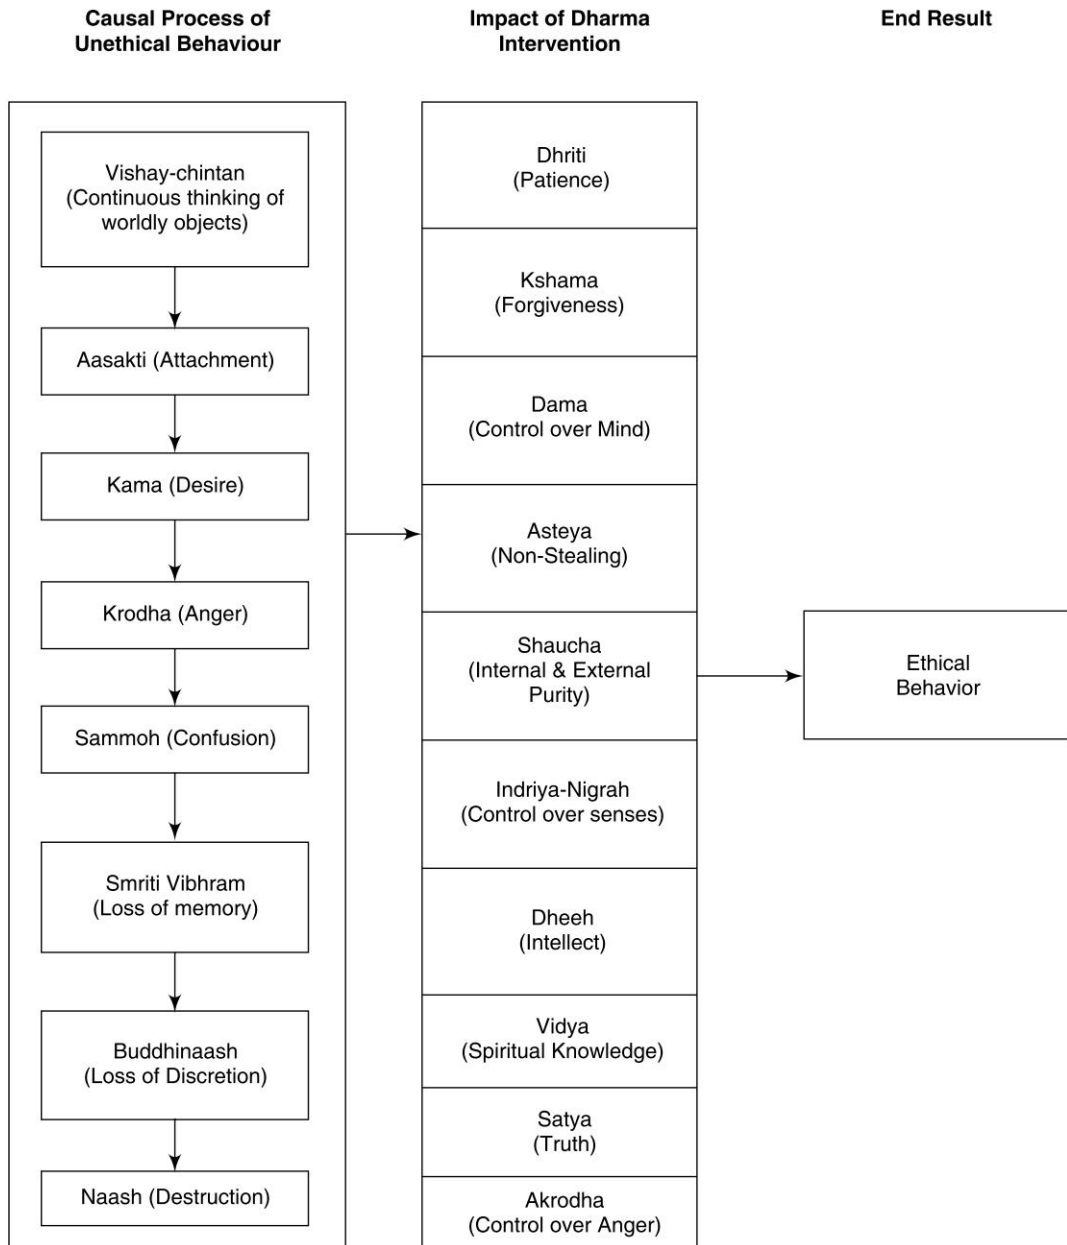 Causal Process of
Unethical Behaviour
Impact of Dharma
Intervention
End Result
Vishay-chintan
(Continuous thinking of
worldly objects)
Aasakti (Attachment)
Kama (Desire)
Krodha (Anger)
Sammoh (Confusion)
Smriti Vibhram
(Loss of memory)
Buddhinaash
(Loss of Discretion)
Naash (Destruction)
Dhriti
(Patience)
Kshama
(Forgiveness)
Dama
(Control over Mind)
Asteya
(Non-Stealing)
Shaucha
(Internal & External
Purity)
Indriya-Nigrah
(Control over senses)
Dheeh
(Intellect)
Vidya
(Spiritual Knowledge)
Satya
(Truth)
Akrodha
(Control over Anger)
Ethical
Behavior